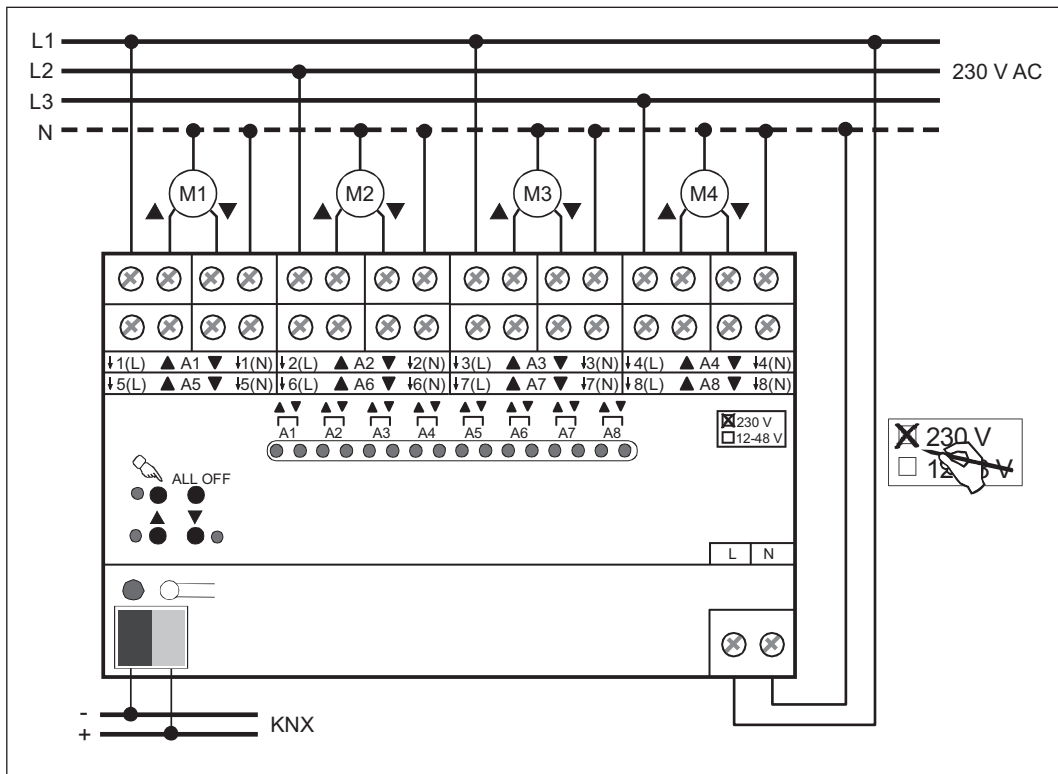 L1
L2 230 V AC
L3
N
M1 M2 M3 M4
↓1(L) ▲ A1 ▼ ↓1(N) ↓2(L) ▲ A2 ▼ ↓2(N) ↓3(L) ▲ A3 ▼ ↓3(N) ↓4(L) ▲ A4 ▼ ↓4(N)
↓5(L) ▲ A5 ▼ ↓5(N) ↓6(L) ▲ A6 ▼ ↓6(N) ↓7(L) ▲ A7 ▼ ↓7(N) ↓8(L) ▲ A8 ▼ ↓8(N)
A1 A2 A3 A4 A5 A6 A7 A8
230 V
12-48 V
230 V
ALL OFF
L N
- KNX
+